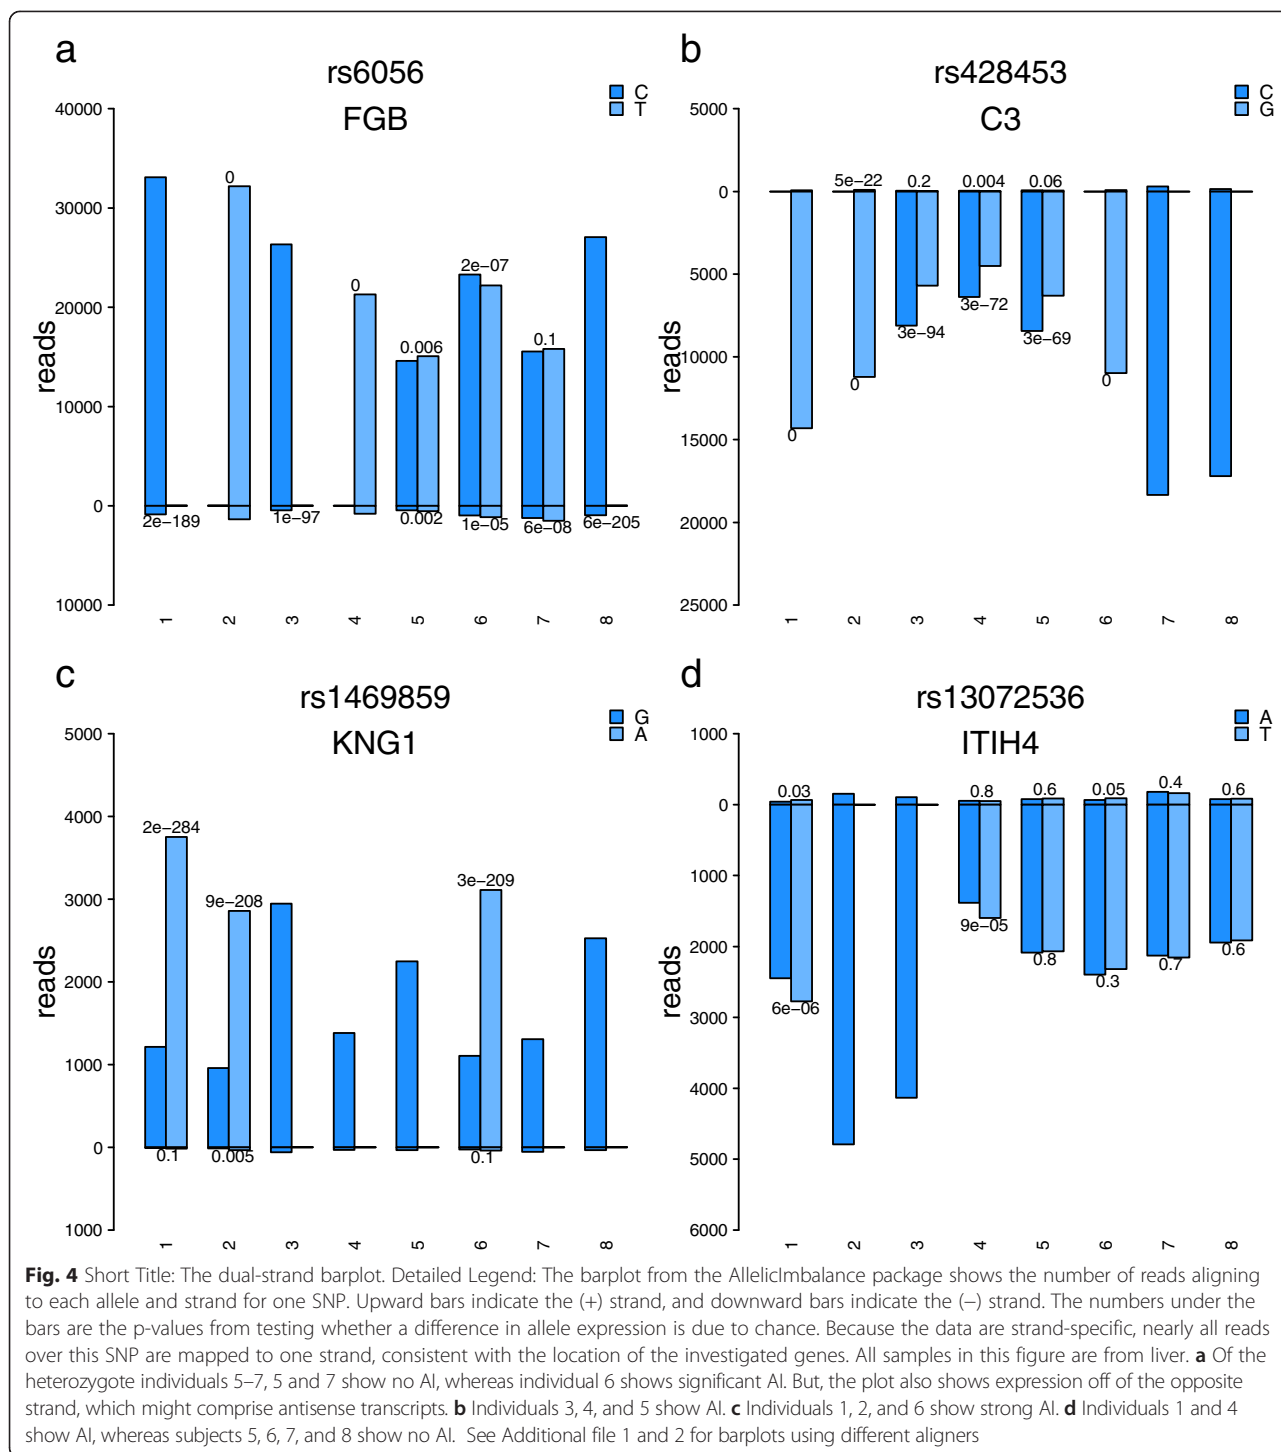 a
rs6056
FGB
C
T
40000
30000
20000
10000
0
10000
reads
0
0
0.006
2e−07
0.1
2e−189
1e−97
0.002
1e−05
6e−08
6e−205
1
2
3
4
5
6
7
8
b
rs428453
C3
C
G
5000
0
5000
10000
15000
20000
25000
reads
5e−22
0.2
0.004
0.06
0
0
3e−94
3e−72
3e−69
0
1
2
3
4
5
6
7
8
c
rs1469859
KNG1
G
A
5000
4000
3000
2000
1000
0
1000
reads
2e−284
9e−208
3e−209
0.1
0.005
0.1
1
2
3
4
5
6
7
8
d
rs13072536
ITIH4
A
T
1000
0
1000
2000
3000
4000
5000
6000
reads
0.03
0.8
0.6
0.05
0.4
0.6
6e−06
9e−05
0.8
0.3
0.7
0.6
1
2
3
4
5
6
7
8
Fig. 4 Short Title: The dual-strand barplot. Detailed Legend: The barplot from the AllelicImbalance package shows the number of reads aligning
to each allele and strand for one SNP. Upward bars indicate the (+) strand, and downward bars indicate the (−) strand. The numbers under the
bars are the p-values from testing whether a difference in allele expression is due to chance. Because the data are strand-specific, nearly all reads
over this SNP are mapped to one strand, consistent with the location of the investigated genes. All samples in this figure are from liver. a Of the
heterozygote individuals 5–7, 5 and 7 show no AI, whereas individual 6 shows significant AI. But, the plot also shows expression off of the opposite
strand, which might comprise antisense transcripts. b Individuals 3, 4, and 5 show AI. c Individuals 1, 2, and 6 show strong AI. d Individuals 1 and 4
show AI, whereas subjects 5, 6, 7, and 8 show no AI. See Additional file 1 and 2 for barplots using different aligners